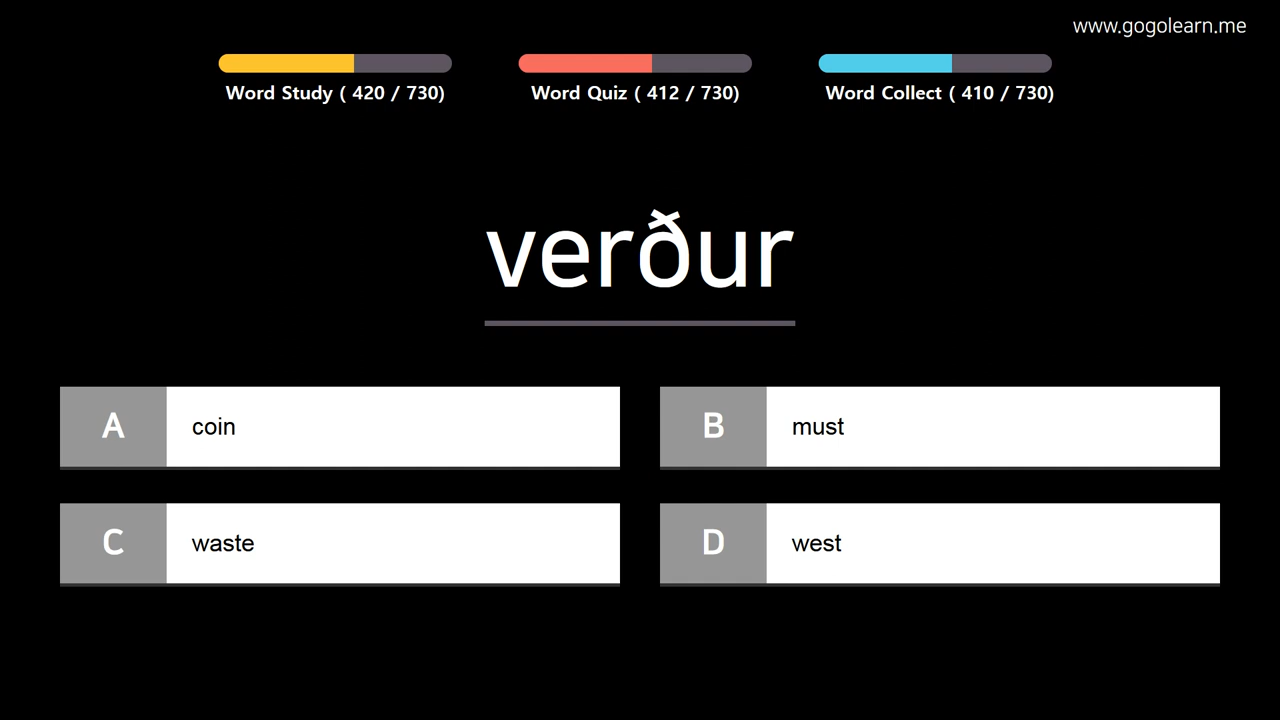 www.gogolearn.me
Word Study ( 420 / 730)
Word Quiz ( 412 / 730)
Word Collect ( 410 / 730)
verður
A coin
B must
C waste
D west